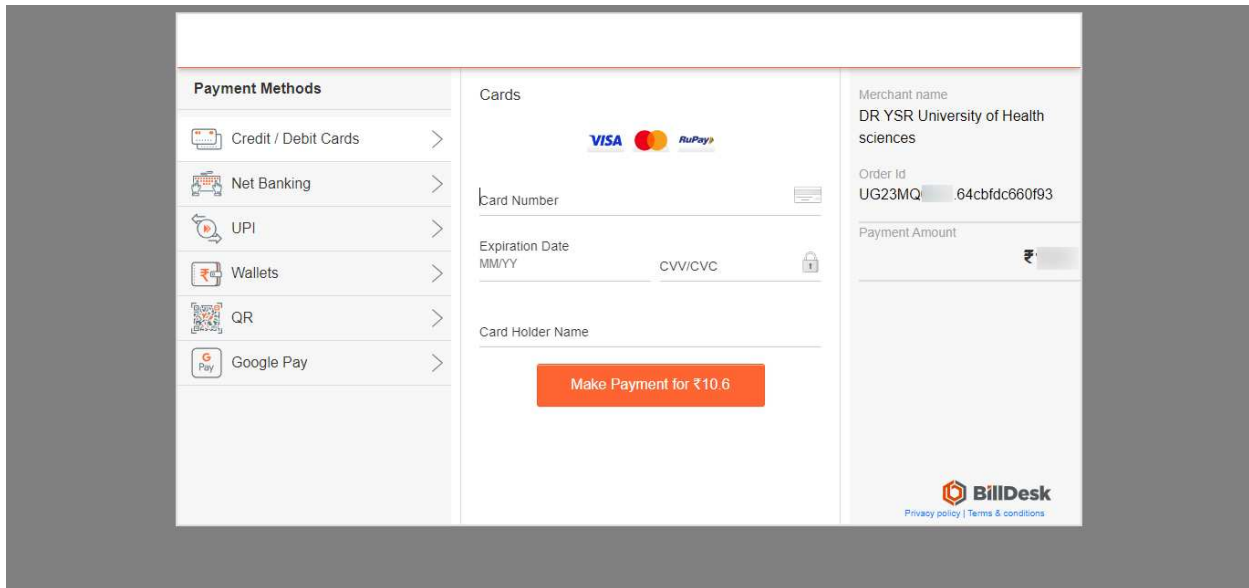 Payment Methods
Credit / Debit Cards
Net Banking
UPI
Wallets
QR
G Pay
Google Pay
Cards
VISA
RuPay
Card Number
Expiration Date
MM/YY
CVV/CVC
Card Holder Name
Make Payment for ₹10.6
Merchant name
DR YSR University of Health
sciences
Order Id
UG23MQ .64cbfdc660f93
Payment Amount
₹
BillDesk
Privacy policy | Terms & conditions